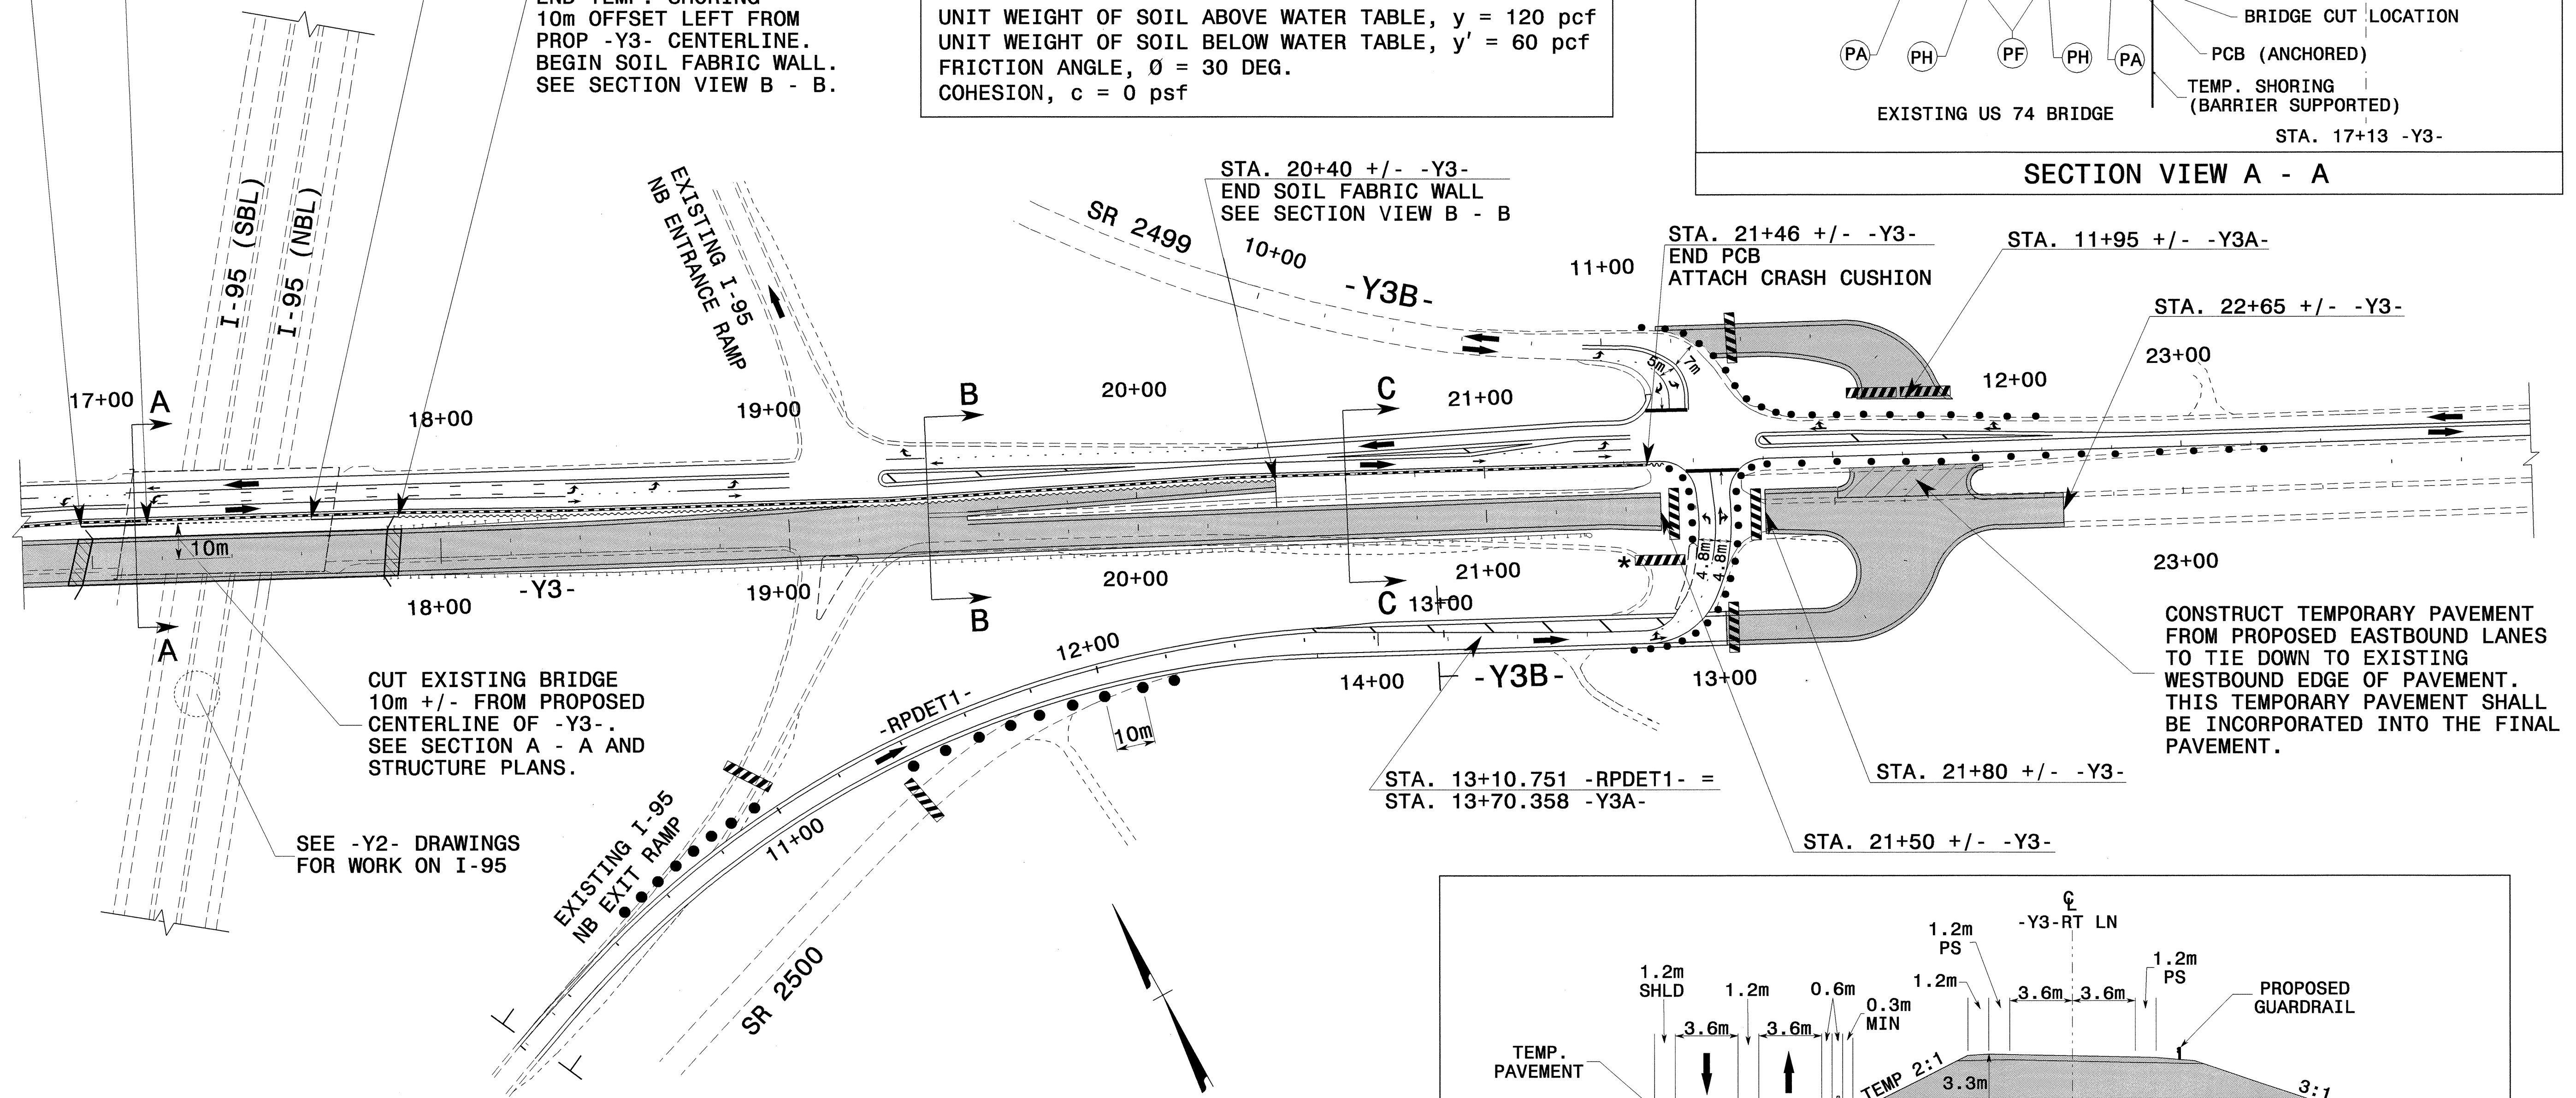 END TEMP. SHORING
10m OFFSET LEFT FROM
PROP -Y3- CENTERLINE.
BEGIN SOIL FABRIC WALL.
SEE SECTION VIEW B - B.
UNIT WEIGHT OF SOIL ABOVE WATER TABLE, y = 120 pcf
UNIT WEIGHT OF SOIL BELOW WATER TABLE, y' = 60 pcf
FRICTION ANGLE, Ø = 30 DEG.
COHESION, c = 0 psf
BRIDGE CUT LOCATION
PCB (ANCHORED)
TEMP. SHORING
(BARRIER SUPPORTED)
PA
PH
PF
PH
PA
EXISTING US 74 BRIDGE
STA. 17+13 -Y3-
SECTION VIEW A - A
I-95 (SBL)
I-95 (NBL)
EXISTING I-95
NB ENTRANCE RAMP
STA. 20+40 +/- -Y3-
END SOIL FABRIC WALL
SEE SECTION VIEW B - B
SR 2499
10+00
-Y3B-
11+00
STA. 21+46 +/- -Y3-
END PCB
ATTACH CRASH CUSHION
STA. 11+95 +/- -Y3A-
STA. 22+65 +/- -Y3-
23+00
12+00
5m
7m
17+00
A
18+00
19+00
B
20+00
C
21+00
10m
A
18+00
-Y3-
19+00
B
20+00
C
21+00
13+00
*
4.8m
4.8m
23+00
12+00
-RPDET1-
10m
14+00
-Y3B-
13+00
11+00
CUT EXISTING BRIDGE
10m +/- FROM PROPOSED
CENTERLINE OF -Y3-.
SEE SECTION A - A AND
STRUCTURE PLANS.
SEE -Y2- DRAWINGS
FOR WORK ON I-95
EXISTING I-95
NB EXIT RAMP
SR 2500
STA. 13+10.751 -RPDET1- =
STA. 13+70.358 -Y3A-
STA. 21+80 +/- -Y3-
STA. 21+50 +/- -Y3-
CONSTRUCT TEMPORARY PAVEMENT
FROM PROPOSED EASTBOUND LANES
TO TIE DOWN TO EXISTING
WESTBOUND EDGE OF PAVEMENT.
THIS TEMPORARY PAVEMENT SHALL
BE INCORPORATED INTO THE FINAL
PAVEMENT.
℄
-Y3-RT LN
1.2m
PS
1.2m
PS
1.2m
SHLD
1.2m
0.6m
1.2m
3.6m
3.6m
0.3m
MIN
3.6m
3.6m
PROPOSED
GUARDRAIL
TEMP.
PAVEMENT
TEMP 2:1
3.3m
3:1